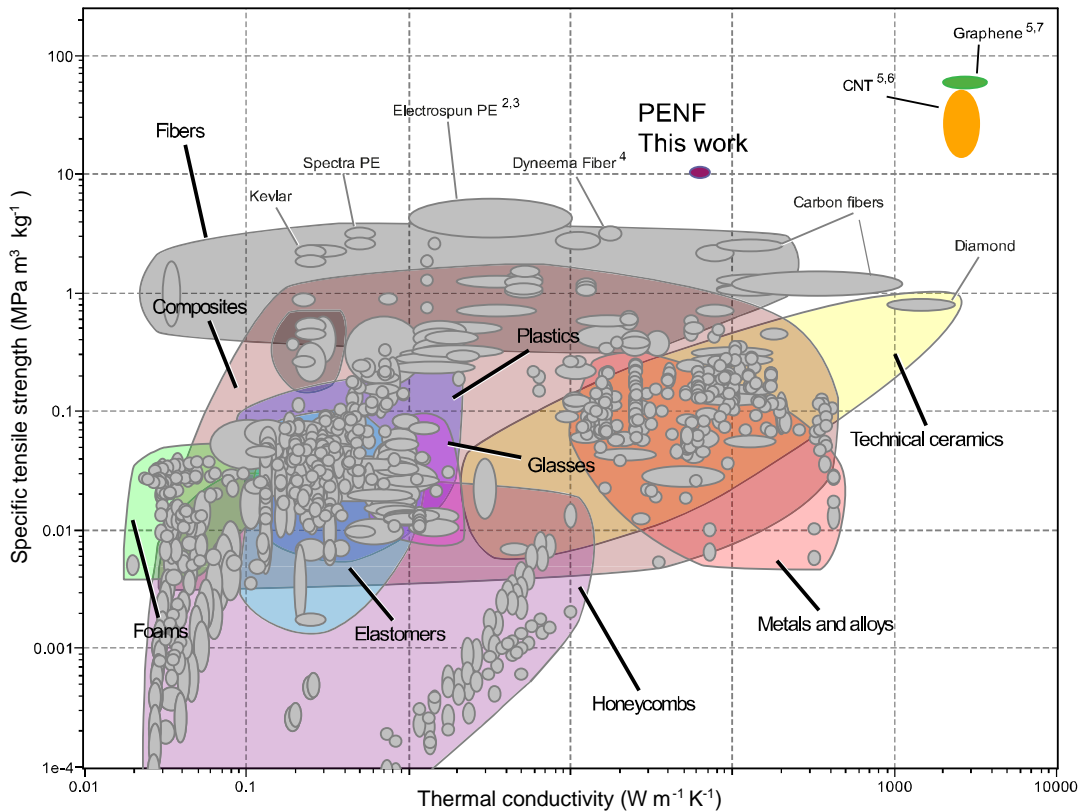 Graphene 5,7
100
CNT 5,6
Electrospun PE 2,3
PENF
This work
Fibers
Spectra PE
Dyneema Fiber 4
10
Kevlar
Carbon fibers
Diamond
1
Composites
Plastics
0.1
Technical ceramics
Glasses
0.01
Foams
Elastomers
Metals and alloys
0.001
Honeycombs
1e-4
0.01
0.1
1000
10000
Specific tensile strength (MPa m³ kg⁻¹)
Thermal conductivity (W m⁻¹ K⁻¹)